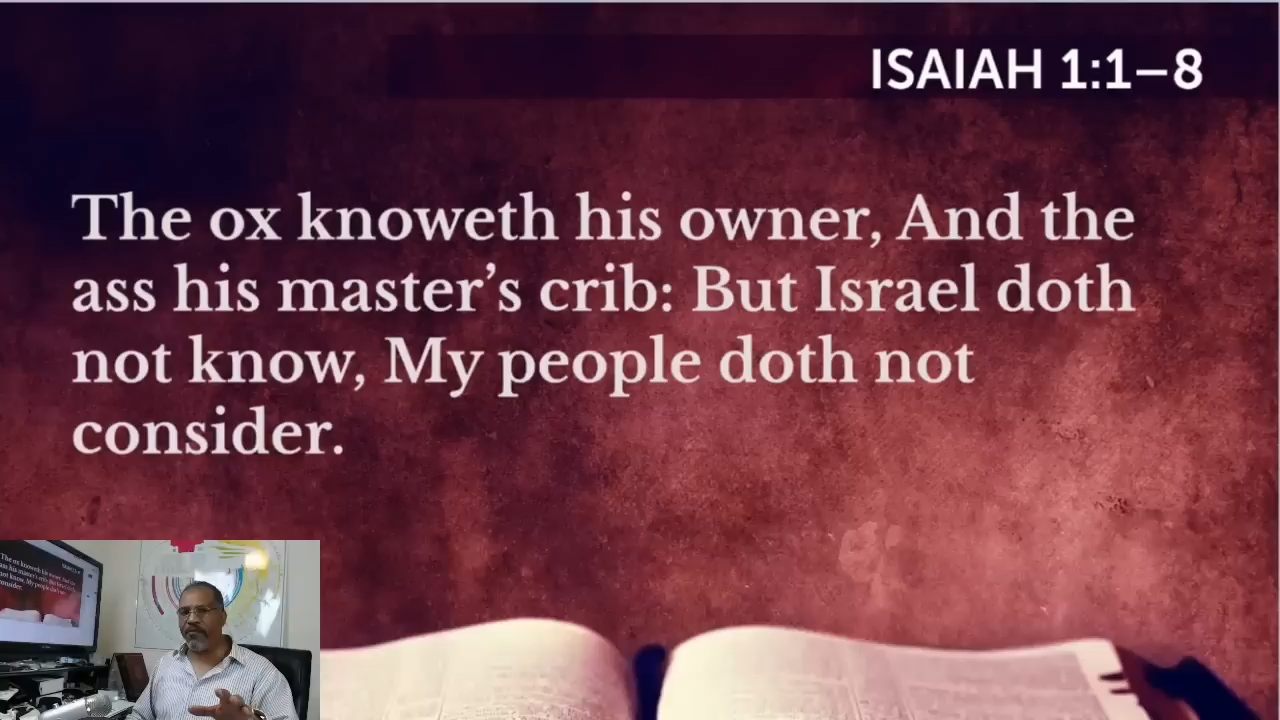 ISAIAH 1:1–8
The ox knoweth his owner, And the
ass his master’s crib: But Israel doth
not know, My people doth not
consider.